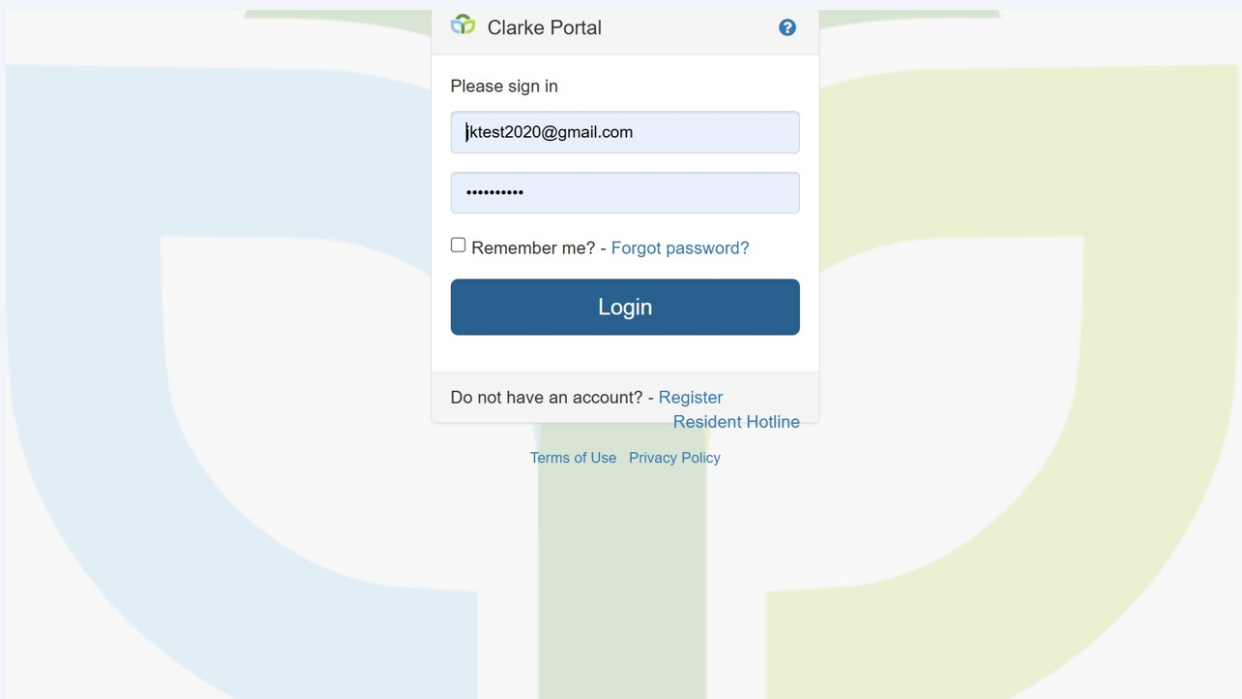 Clarke Portal
Please sign in
jktest2020@gmail.com
••••••••••
Remember me? - Forgot password?
Login
Do not have an account? - Register
Resident Hotline
Terms of Use Privacy Policy